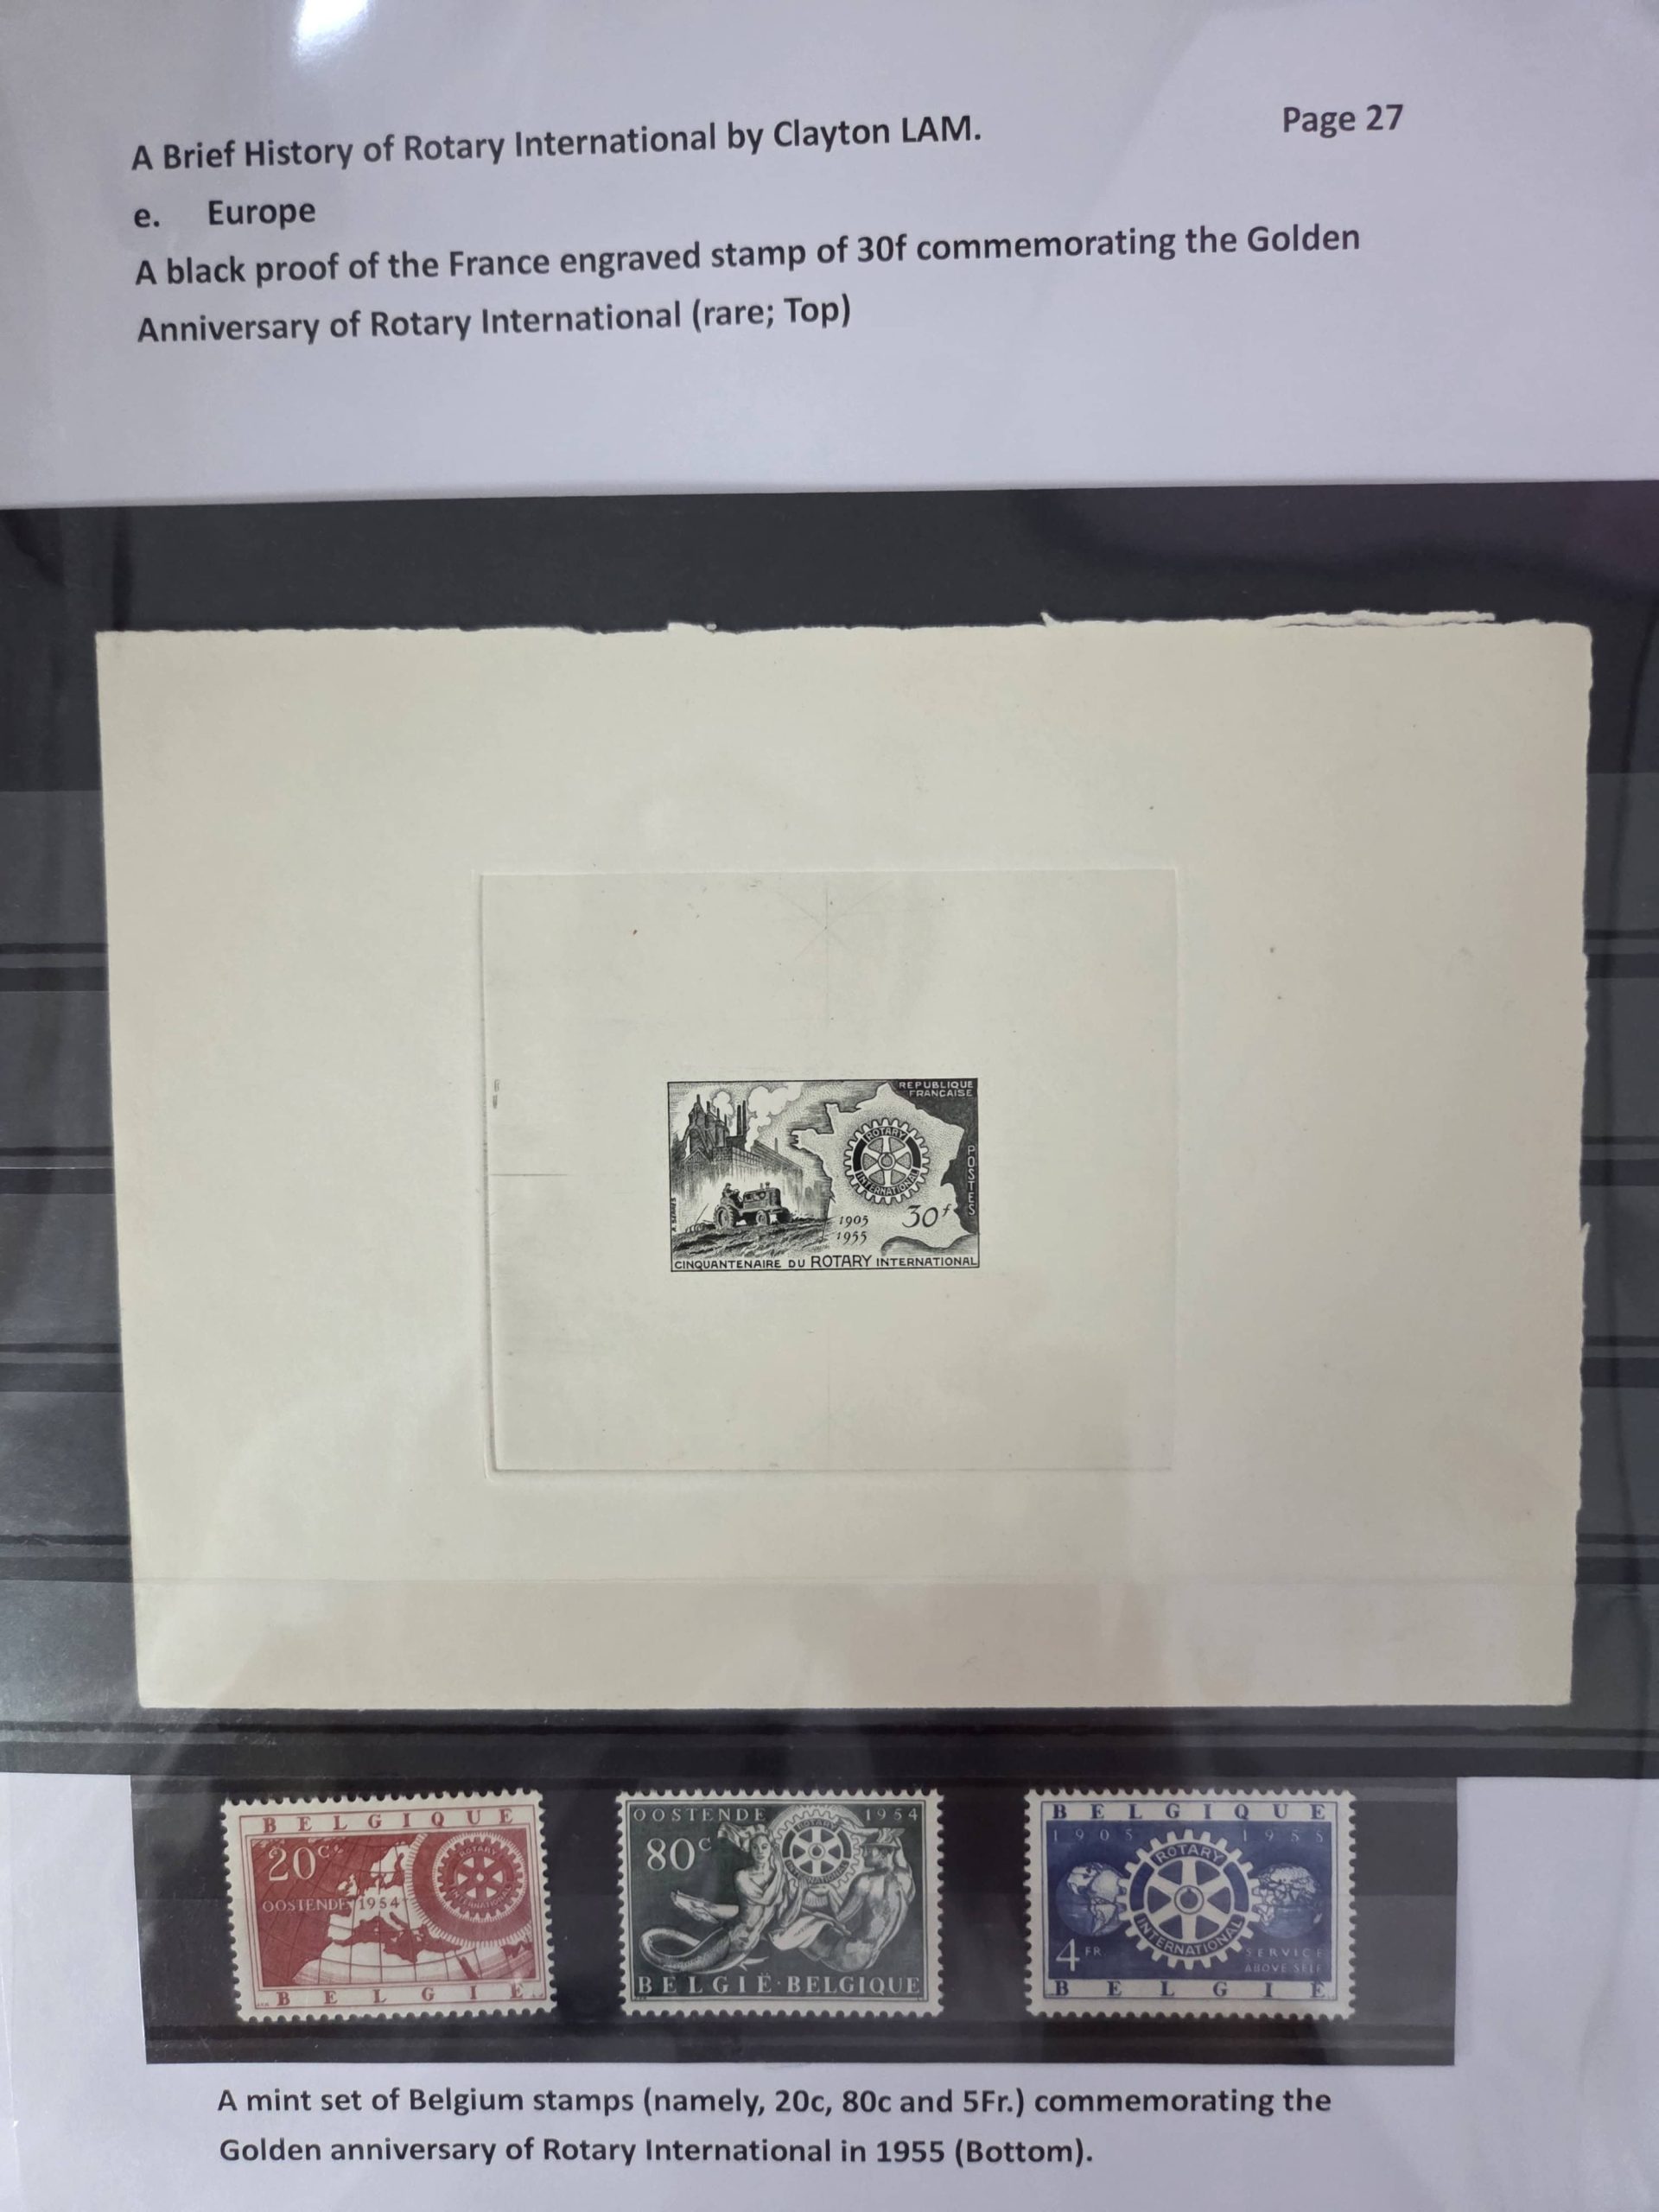 A Brief History of Rotary International by Clayton LAM. Page 27
e. Europe
A black proof of the France engraved stamp of 30f commemorating the Golden
Anniversary of Rotary International (rare; Top)
REPUBLIQUE
FRANCAISE
ROTARY
INTERNATIONAL
POSTES
30f
1905
1955
CINQUANTENAIRE DU ROTARY INTERNATIONAL
BELGIQUE
20c
ROTARY
OOSTENDE 1954
BELGIE
OOSTENDE 1954
80c
ROTARY
BELGIË·BELGIQUE
BELGIQUE
1905 1955
ROTARY
INTERNATIONAL
4FR
SERVICE
ABOVE SELF
BELGIE
A mint set of Belgium stamps (namely, 20c, 80c and 5Fr.) commemorating the
Golden anniversary of Rotary International in 1955 (Bottom).